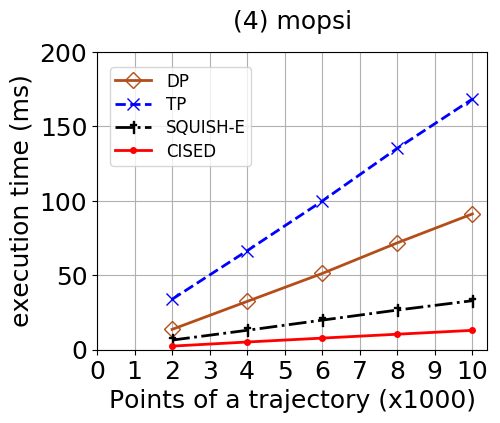 (4) mopsi
execution time (ms)
200
150
100
50
0
DP
TP
SQUISH-E
CISED
0 1 2 3 4 5 6 7 8 9 10
Points of a trajectory (x1000)